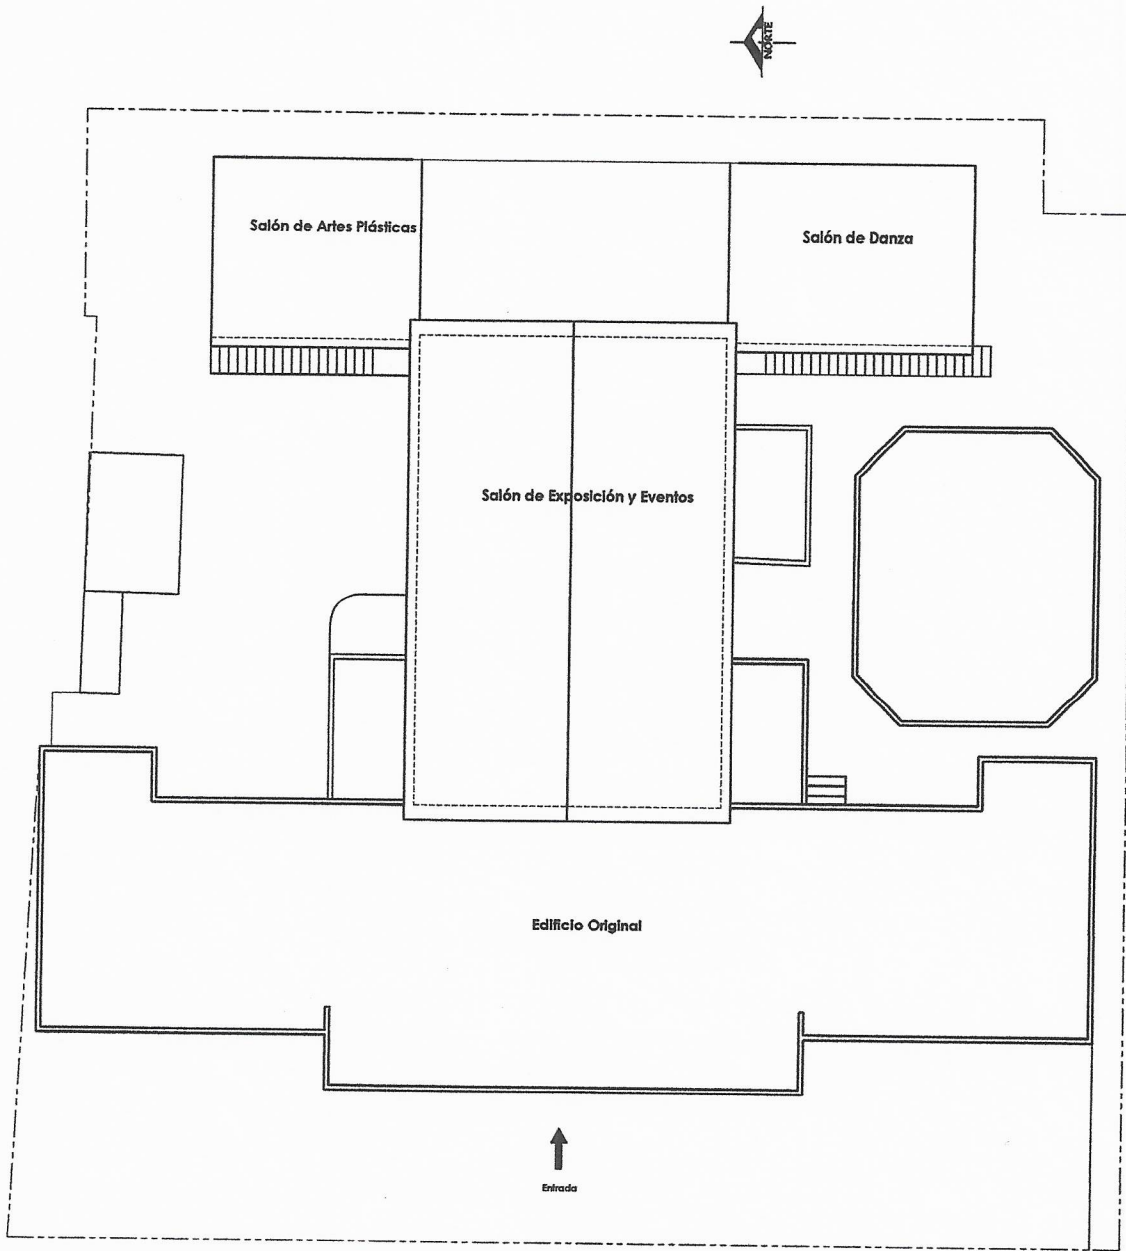 NORTE
Salón de Artes Plásticas
Salón de Danza
Salón de Exposición y Eventos
Edificio Original
Entrada